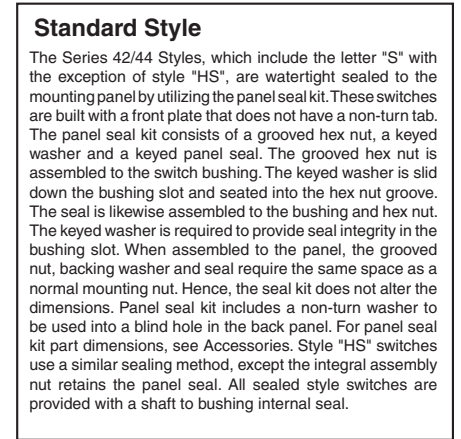 Standard Style
The Series 42/44 Styles, which include the letter "S" with
the exception of style "HS", are watertight sealed to the
mounting panel by utilizing the panel seal kit. These switches
are built with a front plate that does not have a non-turn tab.
The panel seal kit consists of a grooved hex nut, a keyed
washer and a keyed panel seal. The grooved hex nut is
assembled to the switch bushing. The keyed washer is slid
down the bushing slot and seated into the hex nut groove.
The seal is likewise assembled to the bushing and hex nut.
The keyed washer is required to provide seal integrity in the
bushing slot. When assembled to the panel, the grooved
nut, backing washer and seal require the same space as a
normal mounting nut. Hence, the seal kit does not alter the
dimensions. Panel seal kit includes a non-turn washer to
be used into a blind hole in the back panel. For panel seal
kit part dimensions, see Accessories. Style "HS" switches
use a similar sealing method, except the integral assembly
nut retains the panel seal. All sealed style switches are
provided with a shaft to bushing internal seal.